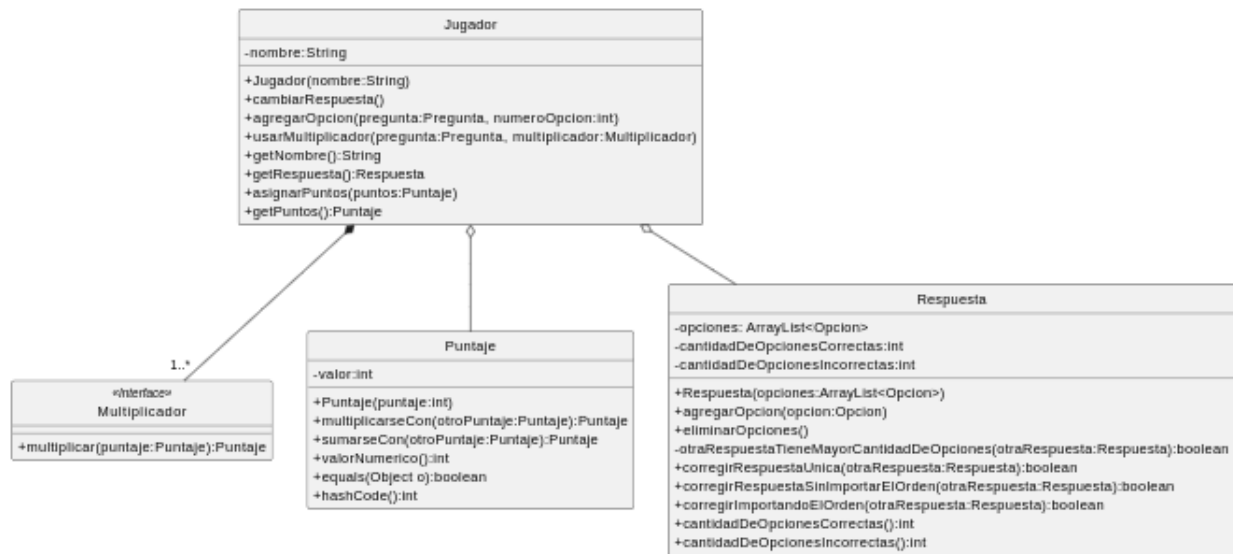 Jugador
-nombre:String
+Jugador(nombre:String)
+cambiarRespuesta()
+agregarOpcion(pregunta:Pregunta, numeroOpcion:int)
+usarMultiplicador(pregunta:Pregunta, multiplicador:Multiplicador)
+getNombre():String
+getRespuesta():Respuesta
+asignarPuntos(puntos:Puntaje)
+getPuntos():Puntaje
1..*
«Interface»
Multiplicador
+multiplicar(puntaje:Puntaje):Puntaje
Puntaje
-valor:int
+Puntaje(puntaje:int)
+multiplicarseCon(otroPuntaje:Puntaje):Puntaje
+sumarseCon(otroPuntaje:Puntaje):Puntaje
+valorNumerico():int
+equals(Object o):boolean
+hashCode():int
Respuesta
-opciones: ArrayList<Opcion>
-cantidadDeOpcionesCorrectas:int
-cantidadDeOpcionesIncorrectas:int
+Respuesta(opciones:ArrayList<Opcion>)
+agregarOpcion(opcion:Opcion)
+eliminarOpciones()
-otraRespuestaTieneMayorCantidadDeOpciones(otraRespuesta:Respuesta):boolean
+corregirRespuestaUnica(otraRespuesta:Respuesta):boolean
+corregirRespuestaSinImportarElOrden(otraRespuesta:Respuesta):boolean
+corregirImportandoElOrden(otraRespuesta:Respuesta):boolean
+cantidadDeOpcionesCorrectas():int
+cantidadDeOpcionesIncorrectas():int